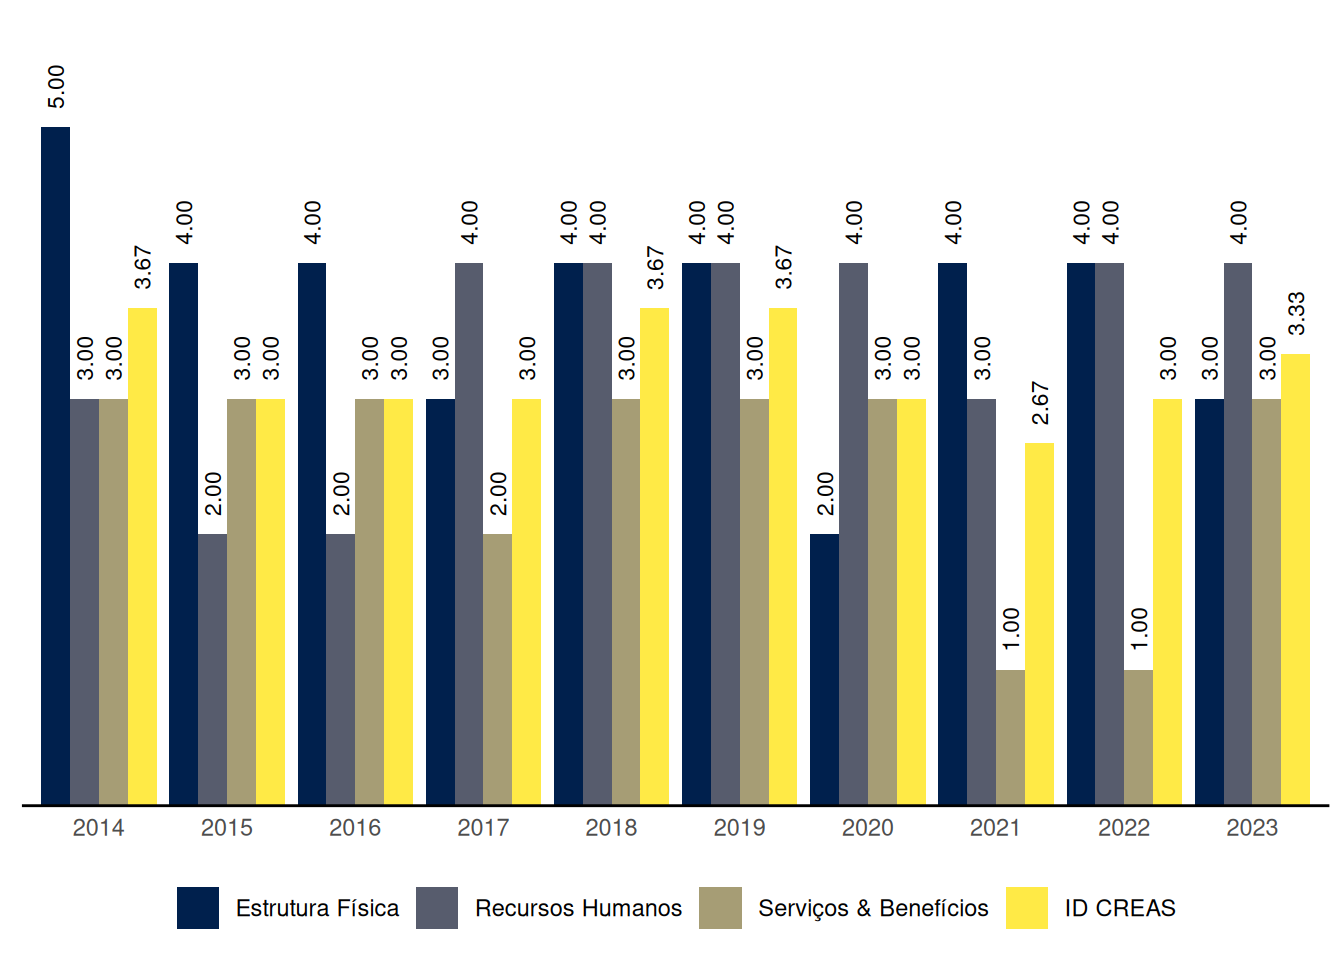 5.00 3.00 3.00 3.67 4.00 2.00 3.00 3.00 4.00 2.00 3.00 3.00 3.00 4.00 2.00 3.00 4.00 4.00 3.00 3.67 4.00 4.00 3.00 3.67 2.00 4.00 3.00 3.00 4.00 3.00 1.00 2.67 4.00 4.00 1.00 3.00 3.00 4.00 3.00 3.33
2014 2015 2016 2017 2018 2019 2020 2021 2022 2023
Estrutura Física Recursos Humanos Serviços & Benefícios ID CREAS